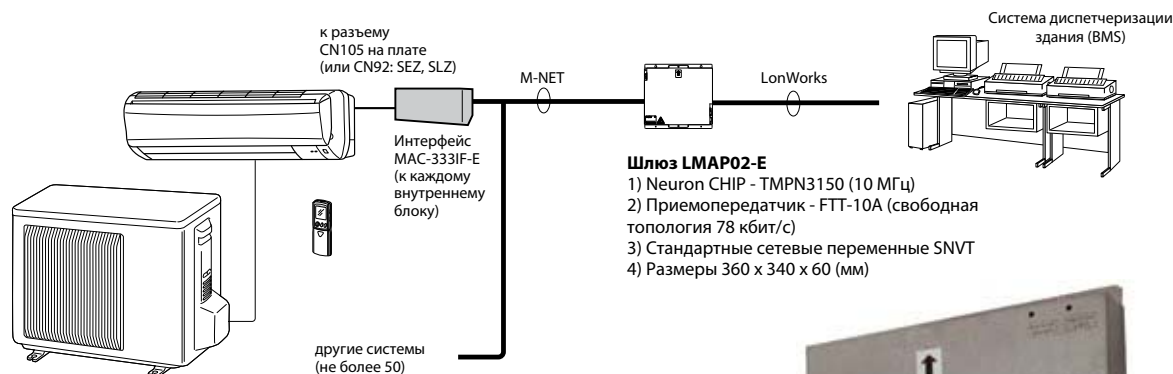 к разъему
CN105 на плате
(или CN92: SEZ, SLZ)
M-NET
LonWorks
Система диспетчеризации
здания (BMS)
Интерфейс
MAC-333IF-E
(к каждому
внутреннему
блоку)
Шлюз LMAP02-E
1) Neuron CHIP - TMPN3150 (10 МГц)
2) Приемопередатчик - FTT-10A (свободная
топология 78 кбит/с)
3) Стандартные сетевые переменные SNVT
4) Размеры 360 x 340 x 60 (мм)
другие системы
(не более 50)